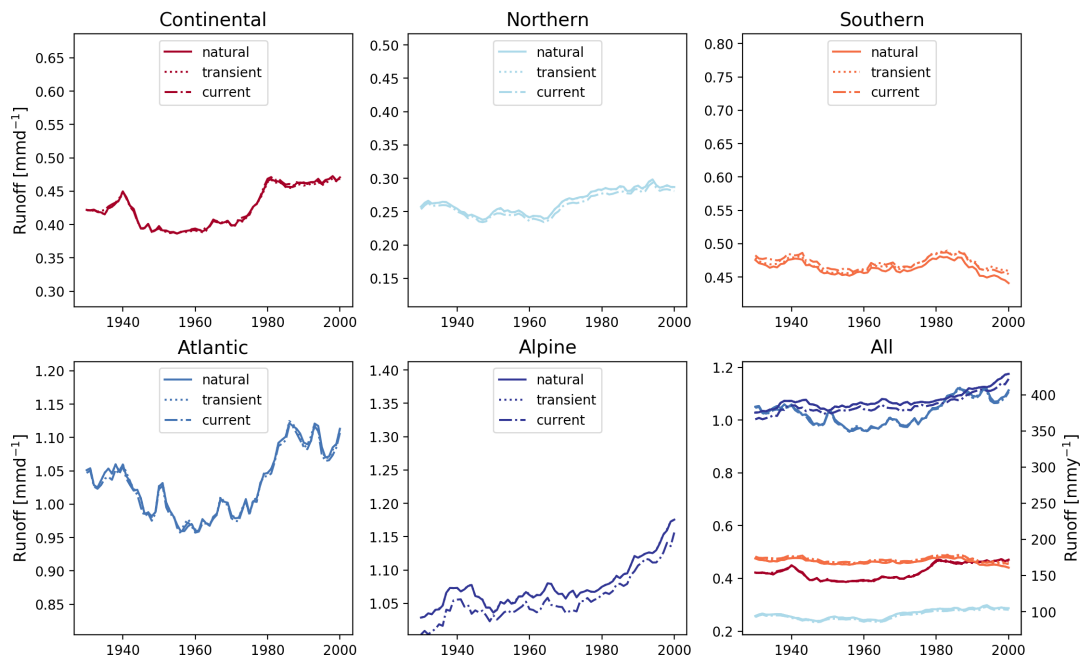 Continental
Northern
Southern
natural
transient
current
natural
transient
current
natural
transient
current
Runoff [mmd⁻¹]
0.65
0.60
0.55
0.50
0.45
0.40
0.35
0.30
0.50
0.45
0.40
0.35
0.30
0.25
0.20
0.15
0.80
0.75
0.70
0.65
0.60
0.55
0.50
0.45
1940 1960 1980 2000
1940 1960 1980 2000
1940 1960 1980 2000
Atlantic
Alpine
All
natural
transient
current
natural
transient
current
Runoff [mmd⁻¹]
1.20
1.15
1.10
1.05
1.00
0.95
0.90
0.85
1.40
1.35
1.30
1.25
1.20
1.15
1.10
1.05
1.2
1.0
0.8
0.6
0.4
0.2
400
350
300
250
200
150
100
Runoff [mmy⁻¹]
1940 1960 1980 2000
1940 1960 1980 2000
1940 1960 1980 2000